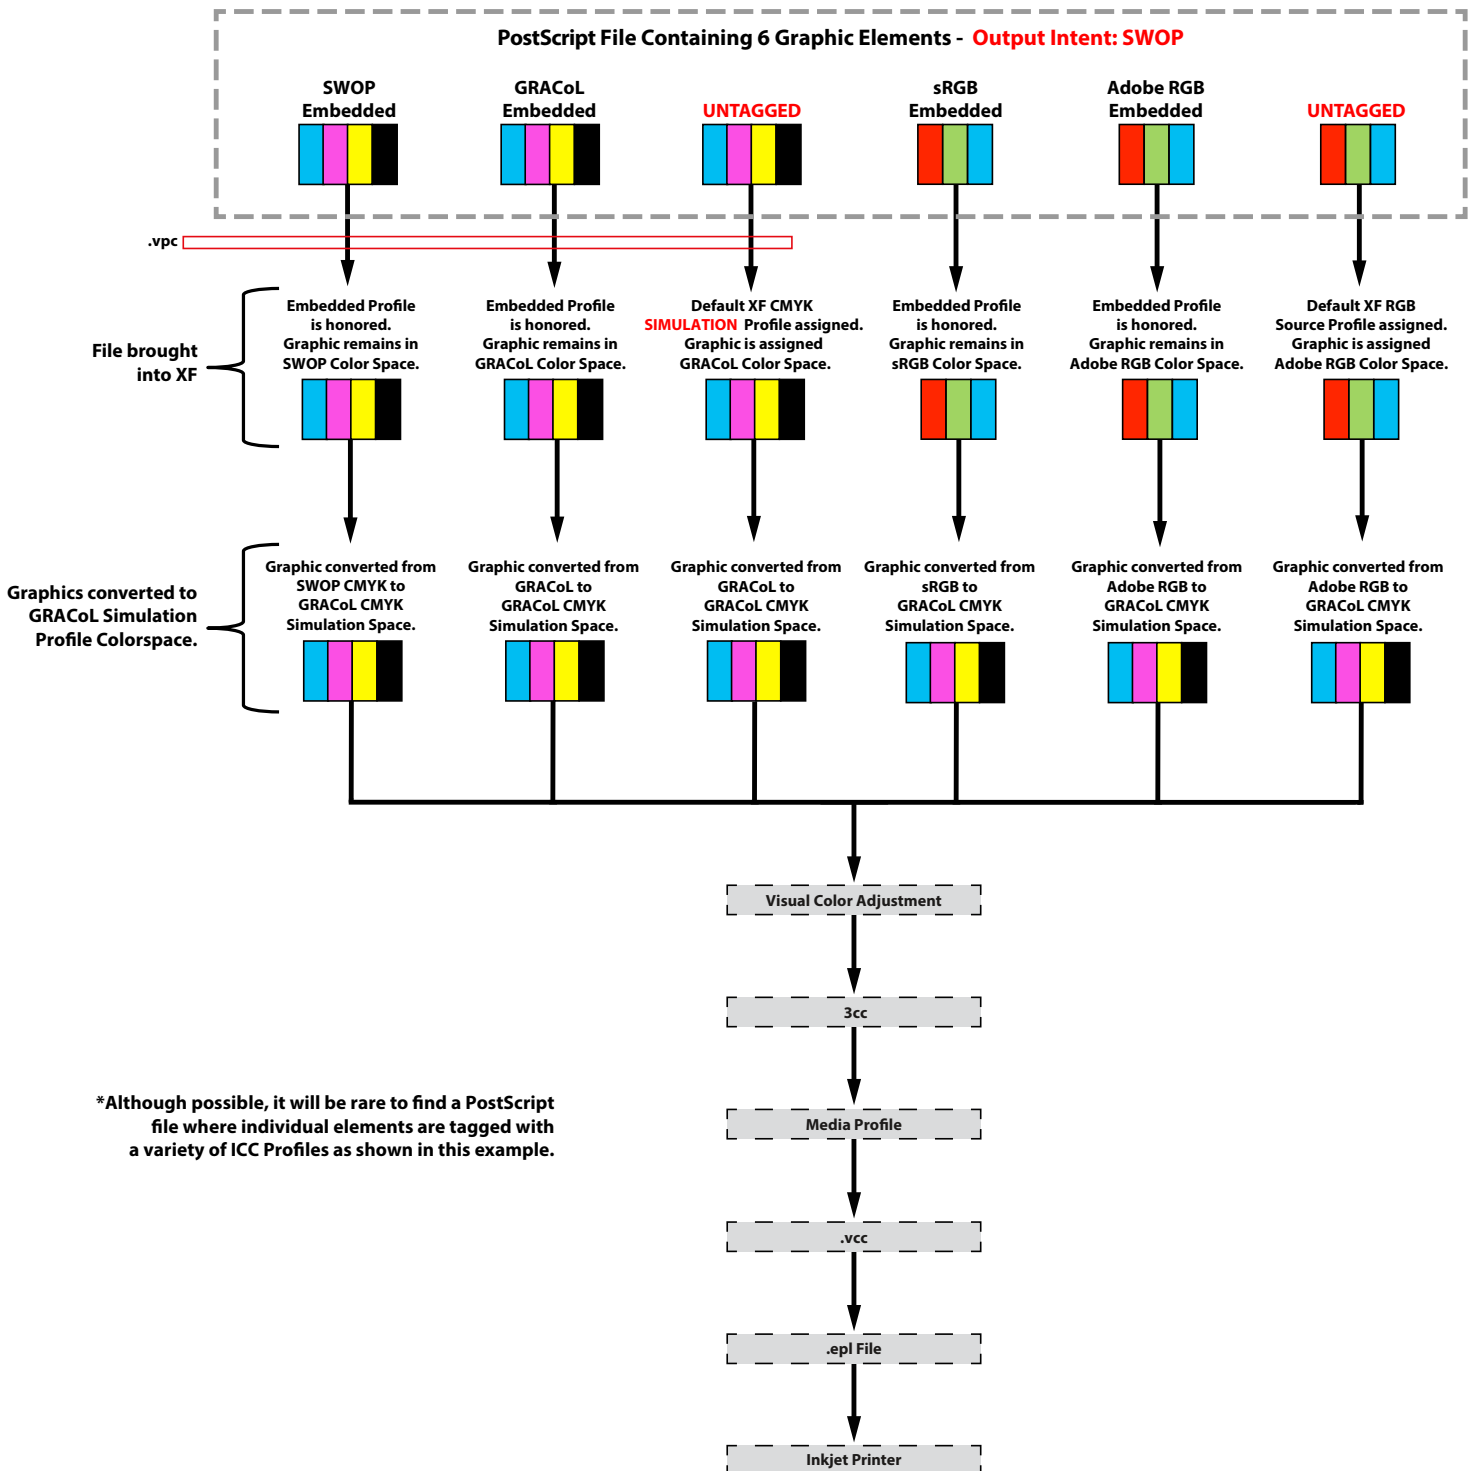 PostScript File Containing 6 Graphic Elements - Output Intent: SWOP
SWOP
Embedded
GRACoL
Embedded
UNTAGGED
sRGB
Embedded
Adobe RGB
Embedded
UNTAGGED
.vpc
File brought
into XF
Embedded Profile
is honored.
Graphic remains in
SWOP Color Space.
Embedded Profile
is honored.
Graphic remains in
GRACoL Color Space.
Default XF CMYK
SIMULATION Profile assigned.
Graphic is assigned
GRACoL Color Space.
Embedded Profile
is honored.
Graphic remains in
sRGB Color Space.
Embedded Profile
is honored.
Graphic remains in
Adobe RGB Color Space.
Default XF RGB
Source Profile assigned.
Graphic is assigned
Adobe RGB Color Space.
Graphics converted to
GRACoL Simulation
Profile Colorspace.
Graphic converted from
SWOP CMYK to
GRACoL CMYK
Simulation Space.
Graphic converted from
GRACoL to
GRACoL CMYK
Simulation Space.
Graphic converted from
GRACoL to
GRACoL CMYK
Simulation Space.
Graphic converted from
sRGB to
GRACoL CMYK
Simulation Space.
Graphic converted from
Adobe RGB to
GRACoL CMYK
Simulation Space.
Graphic converted from
Adobe RGB to
GRACoL CMYK
Simulation Space.
Visual Color Adjustment
3cc
*Although possible, it will be rare to find a PostScript
file where individual elements are tagged with
a variety of ICC Profiles as shown in this example.
Media Profile
.vcc
.epl File
Inkjet Printer